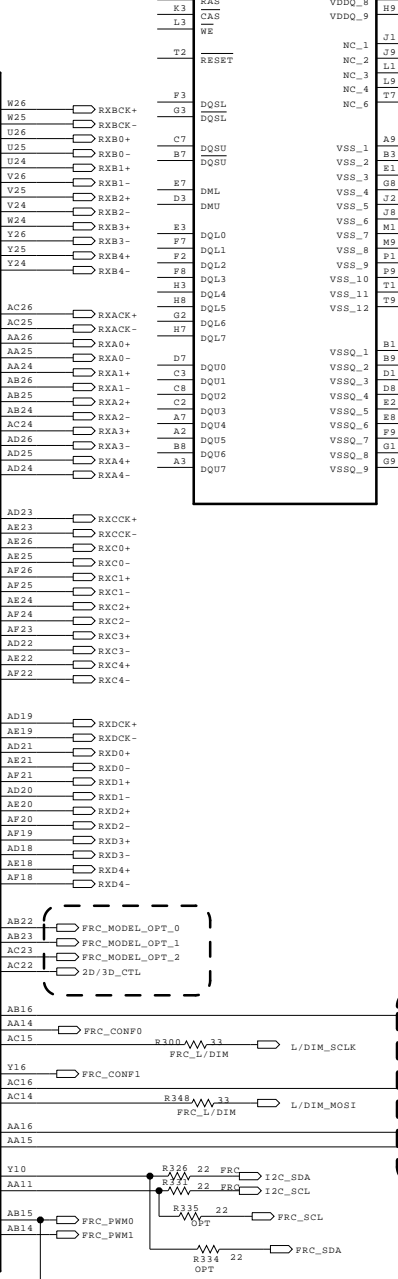 RAS
K3 CAS
L3 WE
T2 RESET
F3 DQSL
G3 DQSL
C7 DQSU
B7 DQSU
E7 DML
D3 DMU
E3 DQL0
F7 DQL1
F2 DQL2
F8 DQL3
H3 DQL4
H8 DQL5
G2 DQL6
H7 DQL7
D7 DQU0
C3 DQU1
C8 DQU2
C2 DQU3
A7 DQU4
A2 DQU5
B8 DQU6
A3 DQU7
VDDQ_8
VDDQ_9 H9
NC_1 J1
NC_2 J9
NC_3 L1
NC_4 L9
NC_6 T7
VSS_1 A9
VSS_2 B3
VSS_3 E1
VSS_4 G8
VSS_5 J2
VSS_6 J8
VSS_7 M1
VSS_8 M9
VSS_9 P1
VSS_10 P9
VSS_11 T1
VSS_12 T9
VSSQ_1 B1
VSSQ_2 B9
VSSQ_3 D1
VSSQ_4 D8
VSSQ_5 E2
VSSQ_6 E8
VSSQ_7 F9
VSSQ_8 G1
VSSQ_9 G9
W26 RXBCK+
W25 RXBCK-
U26 RXB0+
U25 RXB0-
U24 RXB1+
V26 RXB1-
V25 RXB2+
V24 RXB2-
W24 RXB3+
Y26 RXB3-
Y25 RXB4+
Y24 RXB4-
AC26 RXACK+
AC25 RXACK-
AA26 RXA0+
AA25 RXA0-
AA24 RXA1+
AB26 RXA1-
AB25 RXA2+
AB24 RXA2-
AC24 RXA3+
AD26 RXA3-
AD25 RXA4+
AD24 RXA4-
AD23 RXCCK+
AE23 RXCCK-
AE26 RXC0+
AE25 RXC0-
AF26 RXC1+
AF25 RXC1-
AE24 RXC2+
AF24 RXC2-
AF23 RXC3+
AD22 RXC3-
AE22 RXC4+
AF22 RXC4-
AD19 RXDCK+
AE19 RXDCK-
AD21 RXD0+
AE21 RXD0-
AF21 RXD1+
AD20 RXD1-
AE20 RXD2+
AF20 RXD2-
AF19 RXD3+
AD18 RXD3-
AE18 RXD4+
AF18 RXD4-
AB22 FRC_MODEL_OPT_0
AB23 FRC_MODEL_OPT_1
AC23 FRC_MODEL_OPT_2
AC22 2D/3D_CTL
AB16
AA14 FRC_CONF0
AC15 R300 33 L/DIM_SCLK
FRC_L/DIM
Y16 FRC_CONF1
AC16
AC14 R348 33 L/DIM_MOSI
FRC_L/DIM
AA16
AA15
Y10 R326 22 FRC I2C_SDA
AA11 R331 22 FRC I2C_SCL
R335 22 FRC_SCL
OPT
AB15 FRC_PWM0
AB14 FRC_PWM1
R334 22 FRC_SDA
OPT